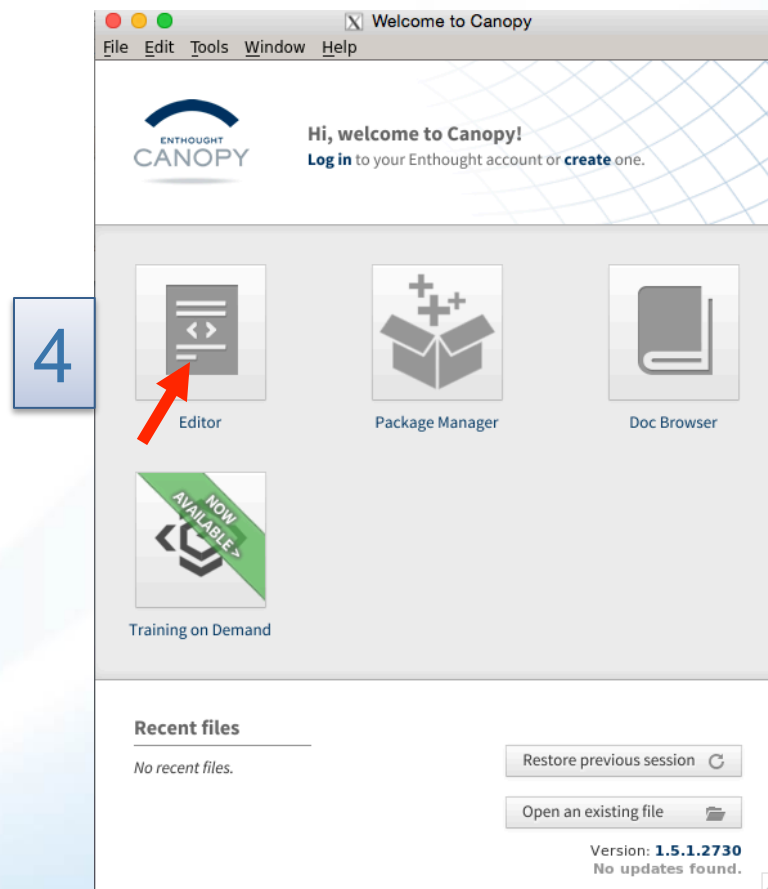 Welcome to Canopy
File Edit Tools Window Help
ENTHOUGHT
CANOPY
Hi, welcome to Canopy!
Log in to your Enthought account or create one.
4
Editor
Package Manager
Doc Browser
NOW
AVAILABLE >
Training on Demand
Recent files
No recent files.
Restore previous session
Open an existing file
Version: 1.5.1.2730
No updates found.